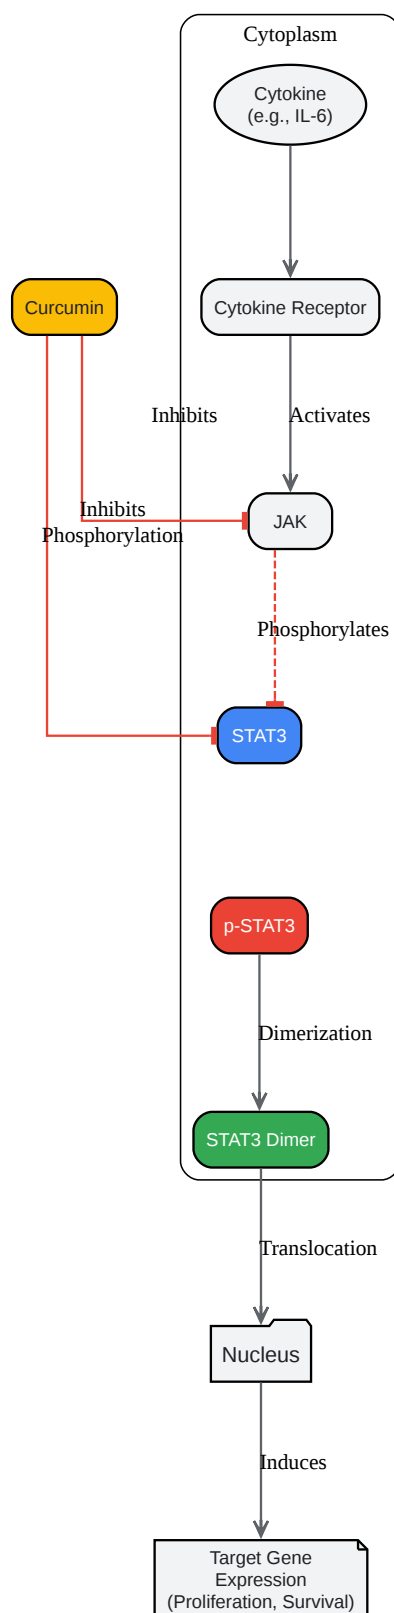 Cytoplasm
Cytokine
(e.g., IL-6)
Curcumin
Cytokine Receptor
Inhibits
Activates
Inhibits
Phosphorylation
JAK
Phosphorylates
STAT3
p-STAT3
Dimerization
STAT3 Dimer
Translocation
Nucleus
Induces
Target Gene
Expression
(Proliferation, Survival)